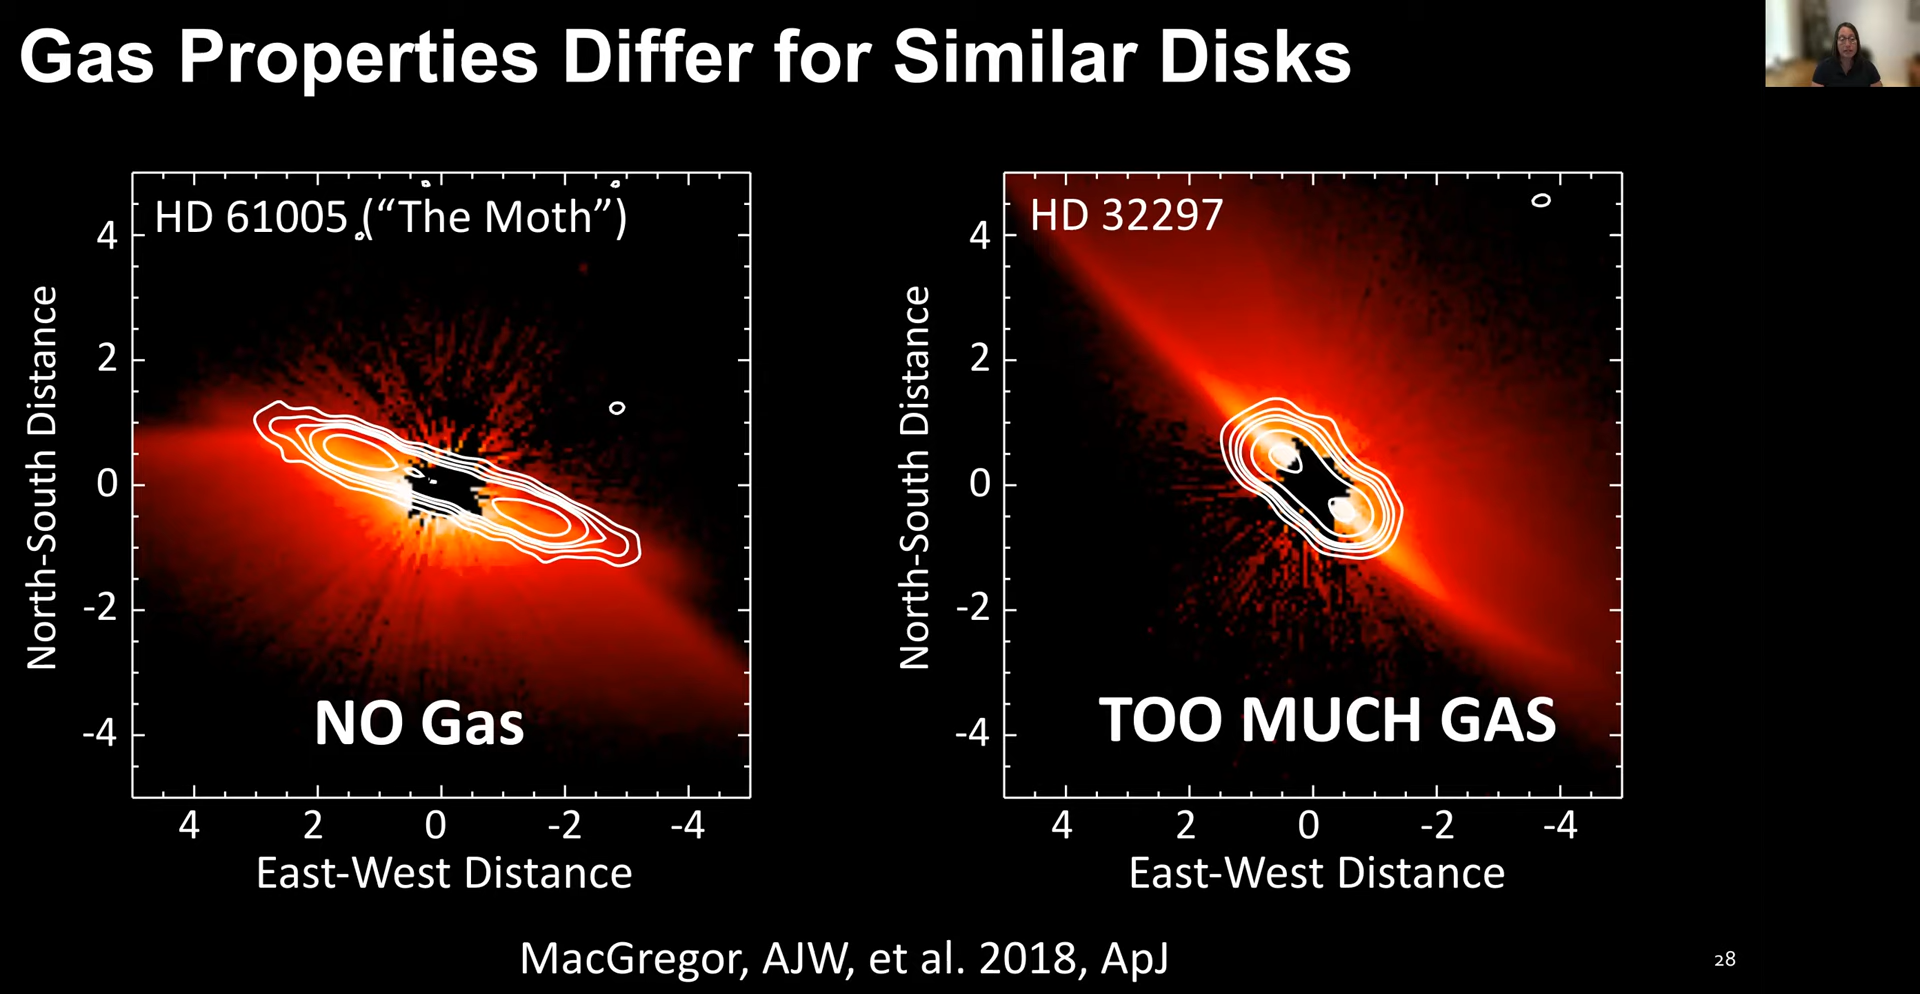 Gas Properties Differ for Similar Disks
HD 61005 (“The Moth”)
North-South Distance
4
2
0
-2
-4
NO Gas
4 2 0 -2 -4
East-West Distance
HD 32297
North-South Distance
4
2
0
-2
-4
TOO MUCH GAS
4 2 0 -2 -4
East-West Distance
MacGregor, AJW, et al. 2018, ApJ
28